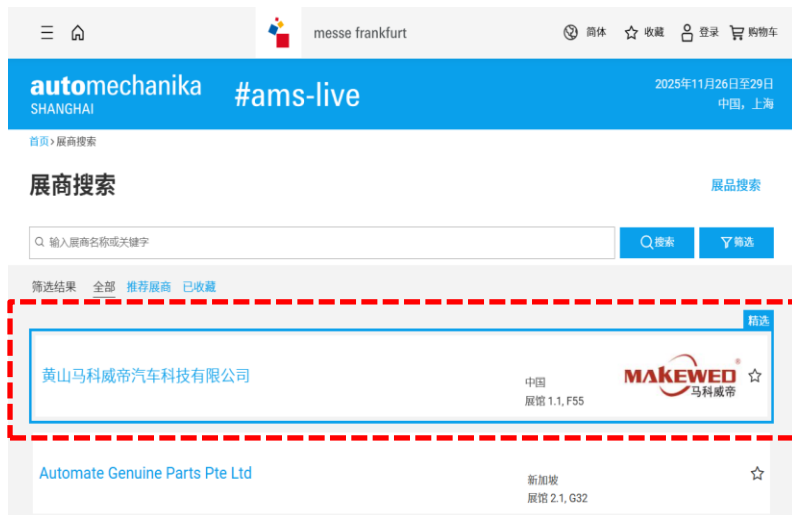 messe frankfurt
简体
收藏
登录
购物车
automechanika
SHANGHAI
#ams-live
2025年11月26日至29日
中国，上海
首页›展商搜索
展商搜索
展品搜索
输入展商名称或关键字
搜索
筛选
筛选结果 全部 推荐展商 已收藏
精选
黄山马科威帝汽车科技有限公司
中国
展馆 1.1, F55
MAKEWED®
马科威帝
Automate Genuine Parts Pte Ltd
新加坡
展馆 2.1, G32